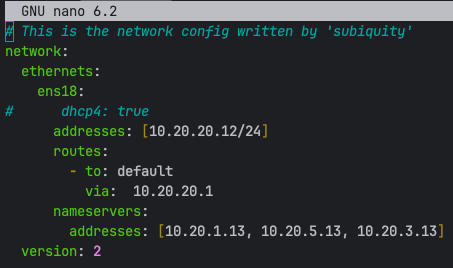 GNU nano 6.2
# This is the network config written by 'subiquity'
network:
  ethernets:
    ens18:
#      dhcp4: true
      addresses: [10.20.20.12/24]
      routes:
        - to: default
          via:  10.20.20.1
      nameservers:
        addresses: [10.20.1.13, 10.20.5.13, 10.20.3.13]
  version: 2